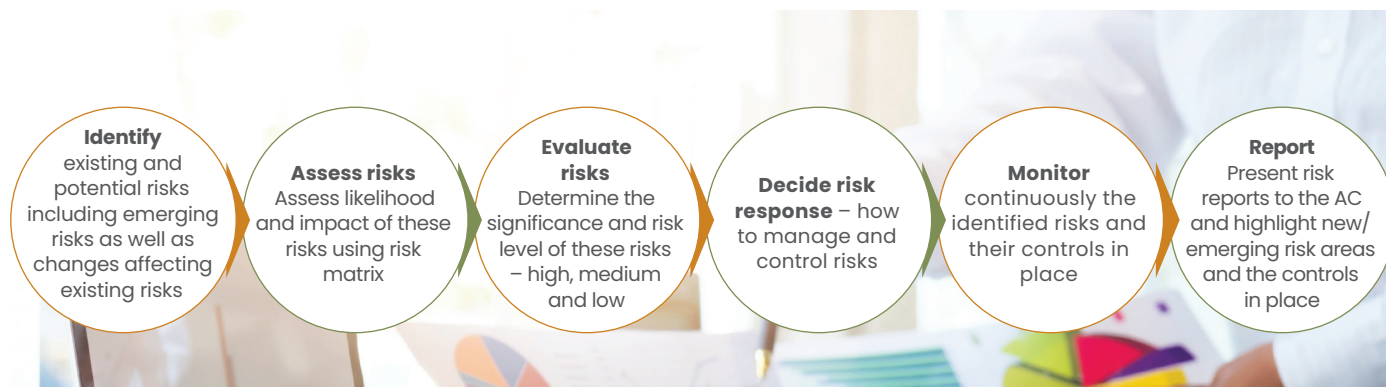 Identify
existing and
potential risks
including emerging
risks as well as
changes affecting
existing risks
Assess risks
Assess likelihood
and impact of these
risks using risk
matrix
Evaluate
risks
Determine the
significance and risk
level of these risks
– high, medium
and low
Decide risk
response – how
to manage and
control risks
Monitor
continuously the
identified risks and
their controls in
place
Report
Present risk
reports to the AC
and highlight new/
emerging risk areas
and the controls
in place